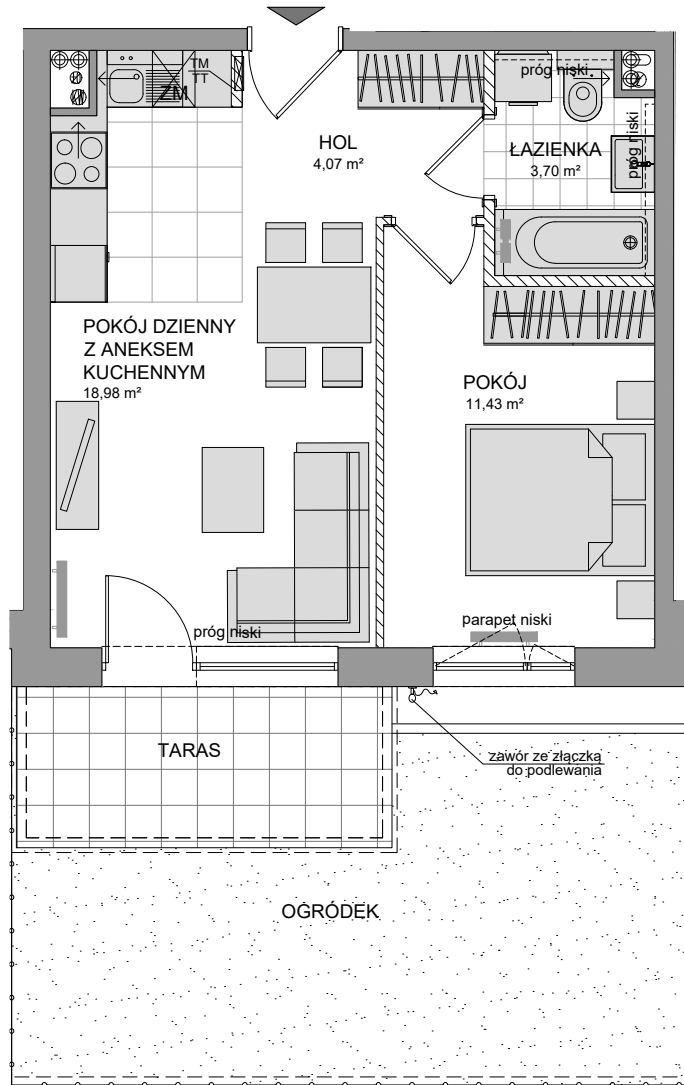 TM
TT
ZM
próg niski
HOL
4,07 m²
ŁAZIENKA
3,70 m²
próg niski
POKÓJ DZIENNY
Z ANEKSEM
KUCHENNYM
18,98 m²
POKÓJ
11,43 m²
próg niski
parapet niski
TARAS
zawór ze złączką
do podlewania
OGRÓDEK